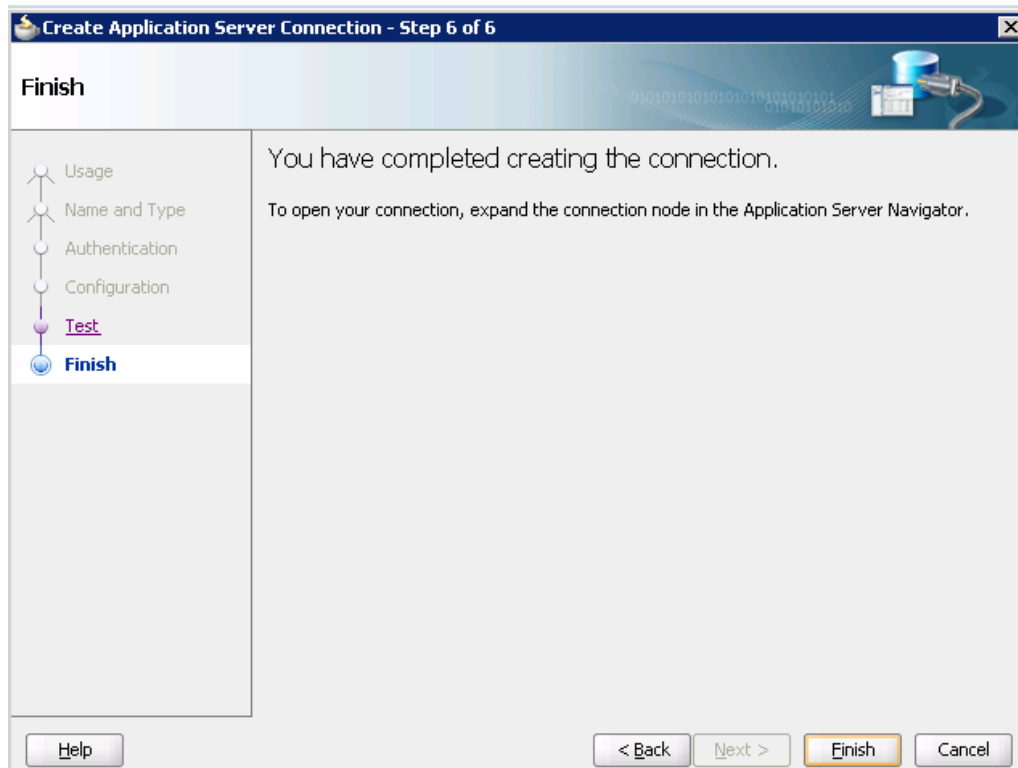 Create Application Server Connection - Step 6 of 6
Finish
010101010101010101010101
01010101010
Usage
Name and Type
Authentication
Configuration
Test
Finish
You have completed creating the connection.
To open your connection, expand the connection node in the Application Server Navigator.
Help
< Back
Next >
Finish
Cancel